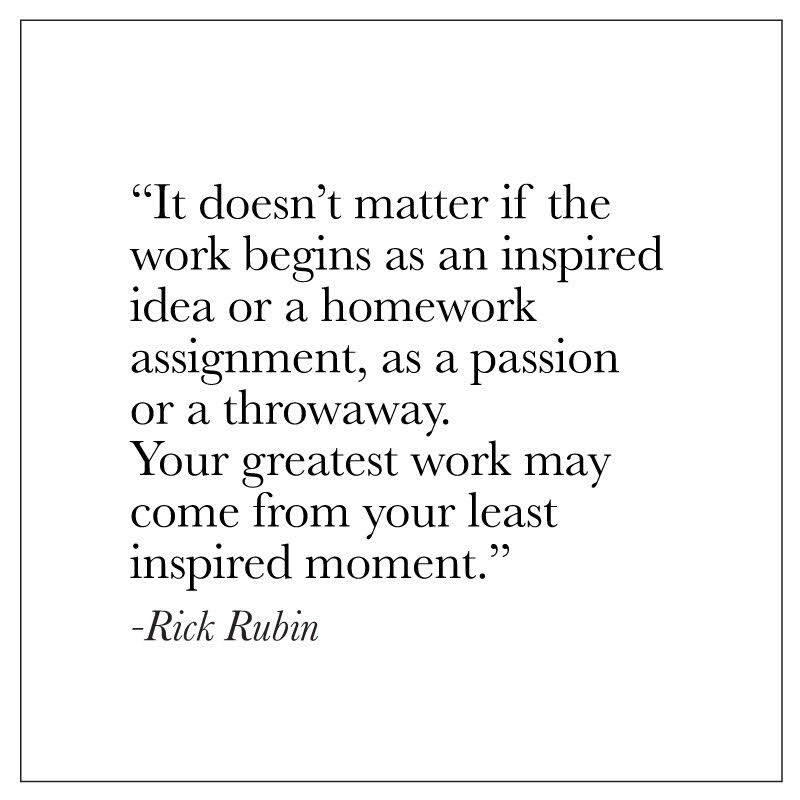 “It doesn’t matter if the
work begins as an inspired
idea or a homework
assignment, as a passion
or a throwaway.
Your greatest work may
come from your least
inspired moment.”
-Rick Rubin